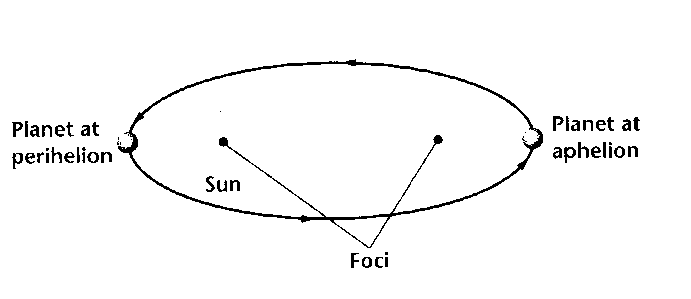 Planet at
perihelion
Sun
Foci
Planet at
aphelion